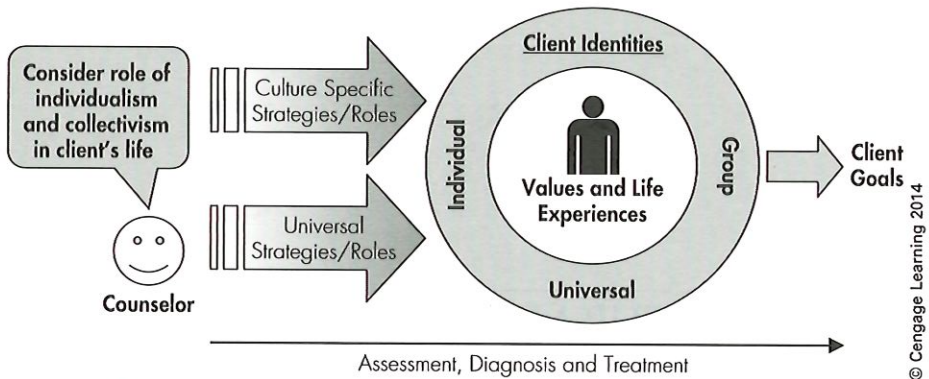 Consider role of
individualism
and collectivism
in client's life
Counselor
Culture Specific
Strategies/Roles
Universal
Strategies/Roles
Client Identities
Individual
Values and Life
Experiences
Group
Universal
Client
Goals
Assessment, Diagnosis and Treatment
© Cengage Learning 2014